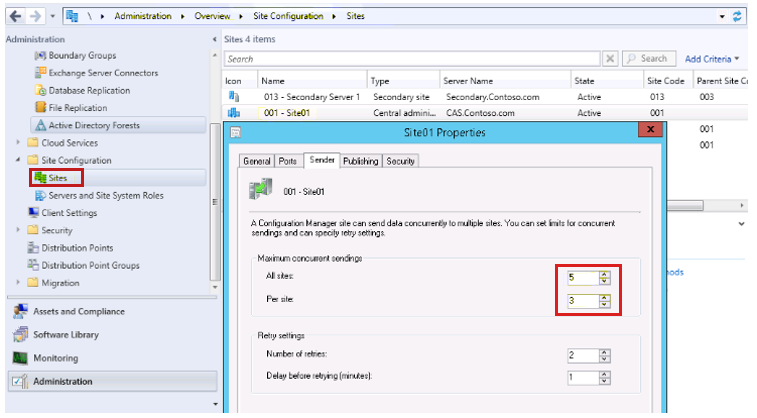 \ ▸ Administration ▸ Overview ▸ Site Configuration ▸ Sites
Administration
Boundary Groups
Exchange Server Connectors
Database Replication
File Replication
Active Directory Forests
Cloud Services
Site Configuration
Sites
Servers and Site System Roles
Client Settings
Security
Distribution Points
Distribution Point Groups
Migration
Assets and Compliance
Software Library
Monitoring
Administration
Sites 4 items
Search
Search
Add Criteria
Icon Name Type Server Name State Site Code Parent Site Co
013 - Secondary Server 1 Secondary site Secondary.Contoso.com Active 013 003
001 - Site01 Central admini... CAS.Contoso.com Active 001
001
001
Site01 Properties
x
General Ports Sender Publishing Security
001 - Site01
A Configuration Manager site can send data concurrently to multiple sites. You can set limits for concurrent
sendings and can specify retry settings.
Maximum concurrent sendings
All sites: 5
Per site: 3
Retry settings
Number of retries: 2
Delay before retrying (minutes): 1